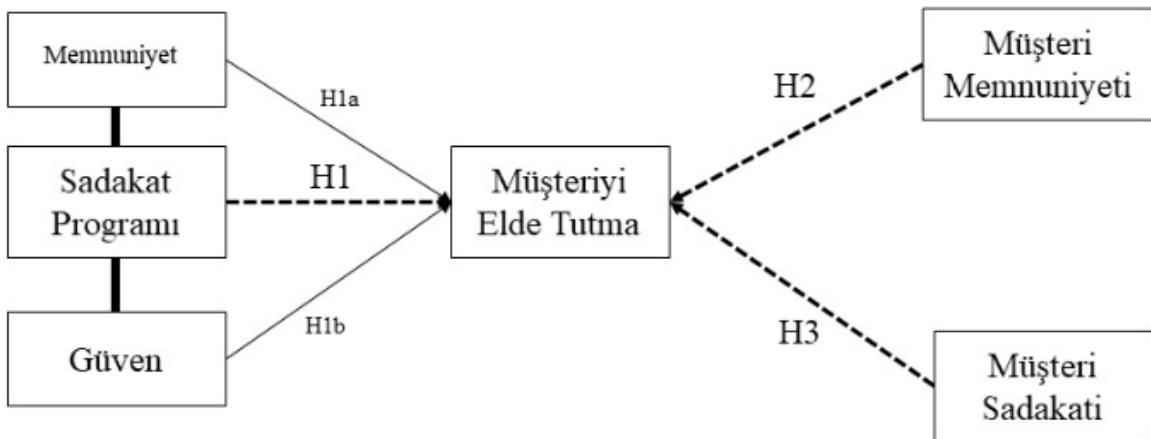 Memnuniyet
H1a
Sadakat
Programı
H1
Güven
H1b
Müşteriyi
Elde Tutma
H2
Müşteri
Memnuniyeti
H3
Müşteri
Sadakati